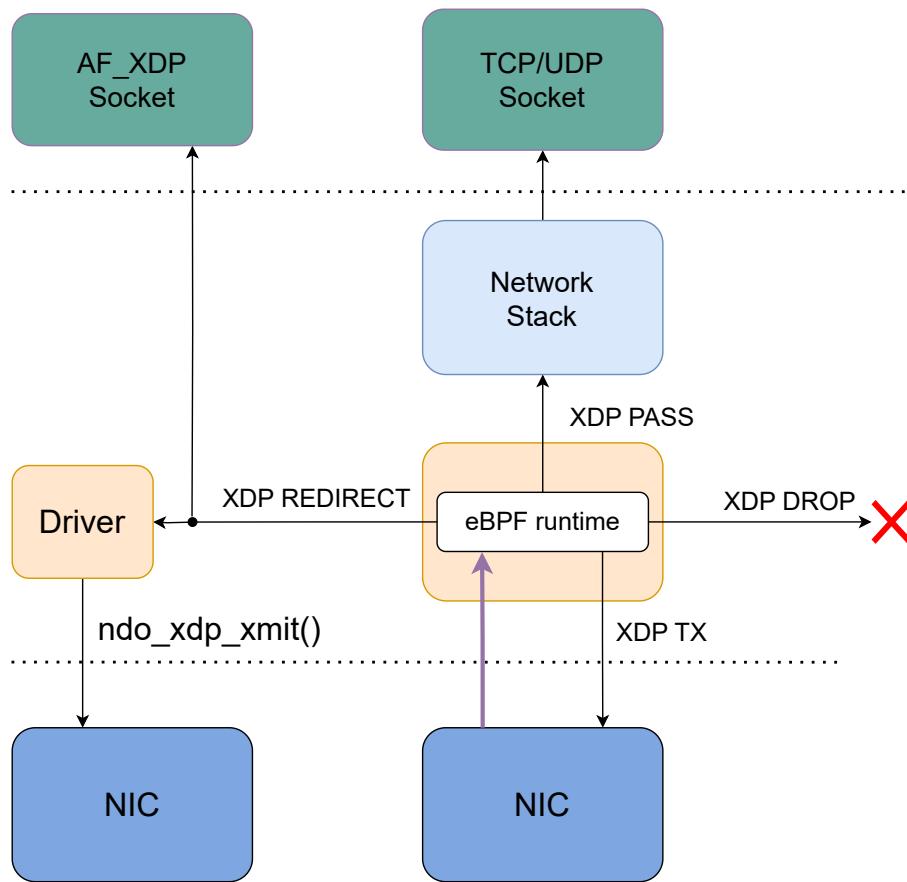 AF_XDP
Socket
TCP/UDP
Socket
Network
Stack
XDP PASS
Driver
XDP REDIRECT
eBPF runtime
XDP DROP
ndo_xdp_xmit()
XDP TX
NIC
NIC